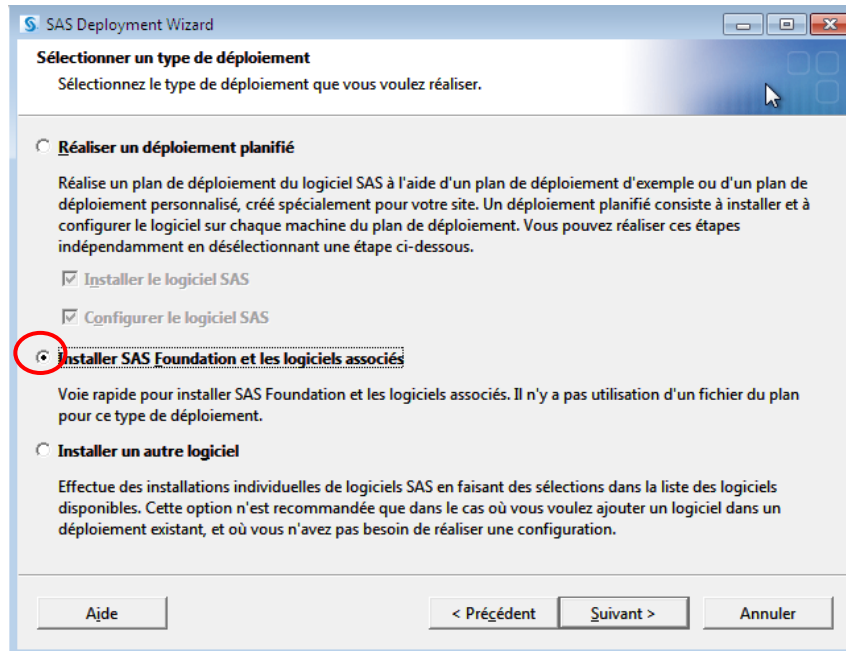 SAS Deployment Wizard
Sélectionner un type de déploiement
Sélectionnez le type de déploiement que vous voulez réaliser.
Réaliser un déploiement planifié
Réalise un plan de déploiement du logiciel SAS à l'aide d'un plan de déploiement d'exemple ou d'un plan de
déploiement personnalisé, créé spécialement pour votre site. Un déploiement planifié consiste à installer et à
configurer le logiciel sur chaque machine du plan de déploiement. Vous pouvez réaliser ces étapes
indépendamment en désélectionnant une étape ci-dessous.
Installer le logiciel SAS
Configurer le logiciel SAS
Installer SAS Foundation et les logiciels associés
Voie rapide pour installer SAS Foundation et les logiciels associés. Il n'y a pas utilisation d'un fichier du plan
pour ce type de déploiement.
Installer un autre logiciel
Effectue des installations individuelles de logiciels SAS en faisant des sélections dans la liste des logiciels
disponibles. Cette option n'est recommandée que dans le cas où vous voulez ajouter un logiciel dans un
déploiement existant, et où vous n'avez pas besoin de réaliser une configuration.
Aide
< Précédent
Suivant >
Annuler